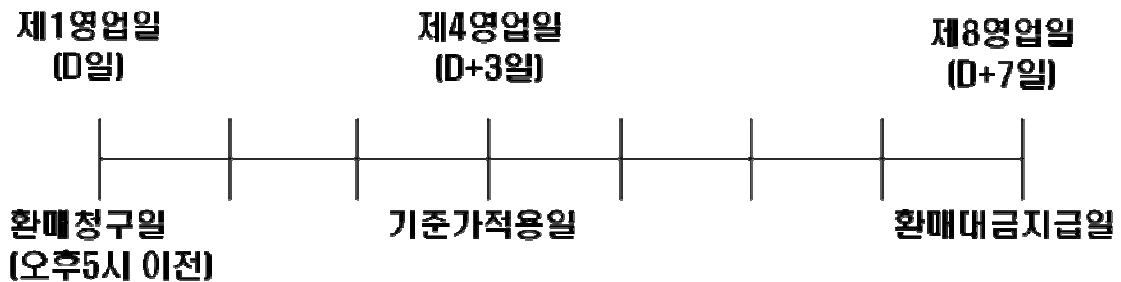 제1영업일
(D일)
제4영업일
(D+3일)
제8영업일
(D+7일)
환매청구일
(오후5시 이전)
기준가적용일
환매대금지급일